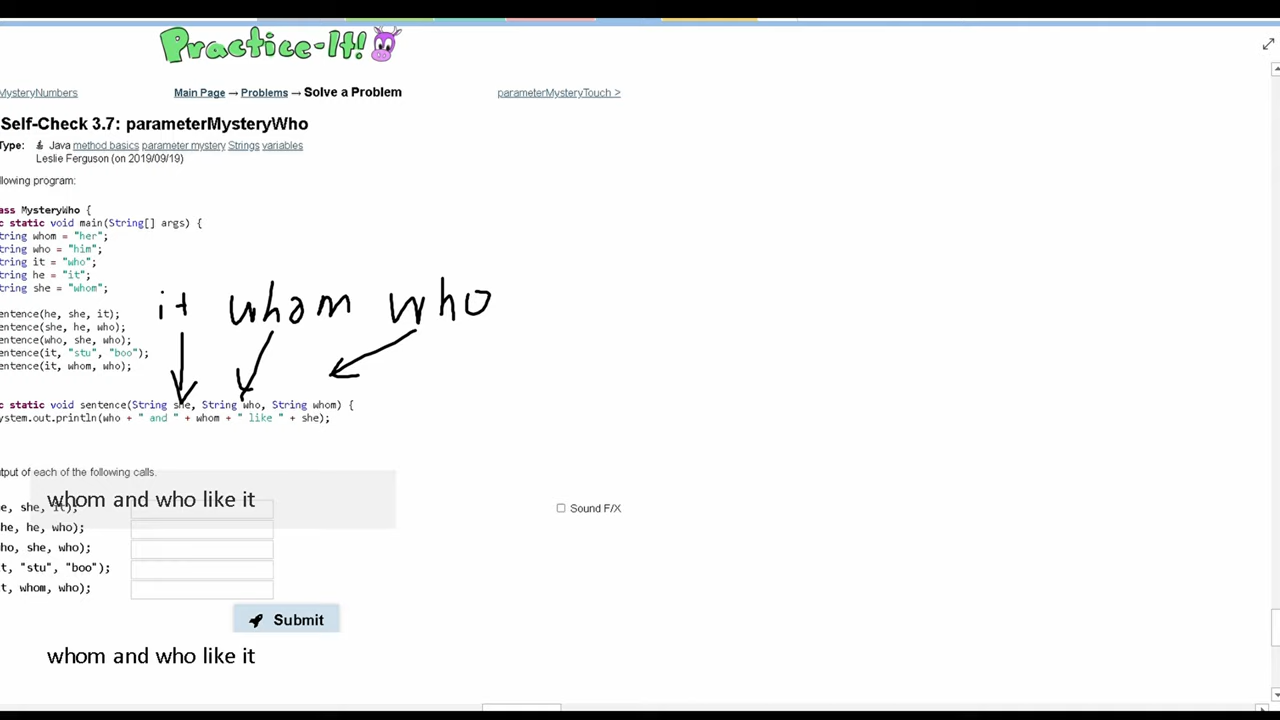 Practice-It!
MysteryNumbers
Main Page → Problems → Solve a Problem
parameterMysteryTouch >
Self-Check 3.7: parameterMysteryWho
Type: Java method basics parameter mystery Strings variables
Leslie Ferguson (on 2019/09/19)
llowing program:
ass MysteryWho {
c static void main(String[] args) {
tring whom = "her";
tring who = "him";
tring it = "who";
tring he = "it";
tring she = "whom";
it whom who
entence(he, she, it);
entence(she, he, who);
entence(who, she, who);
entence(it, "stu", "boo");
entence(it, whom, who);
c static void sentence(String she, String who, String whom) {
ystem.out.println(who + " and " + whom + " like " + she);
utput of each of the following calls.
whom and who like it
e, she, it);
Sound F/X
he, he, who);
ho, she, who);
t, "stu", "boo");
t, whom, who);
Submit
whom and who like it